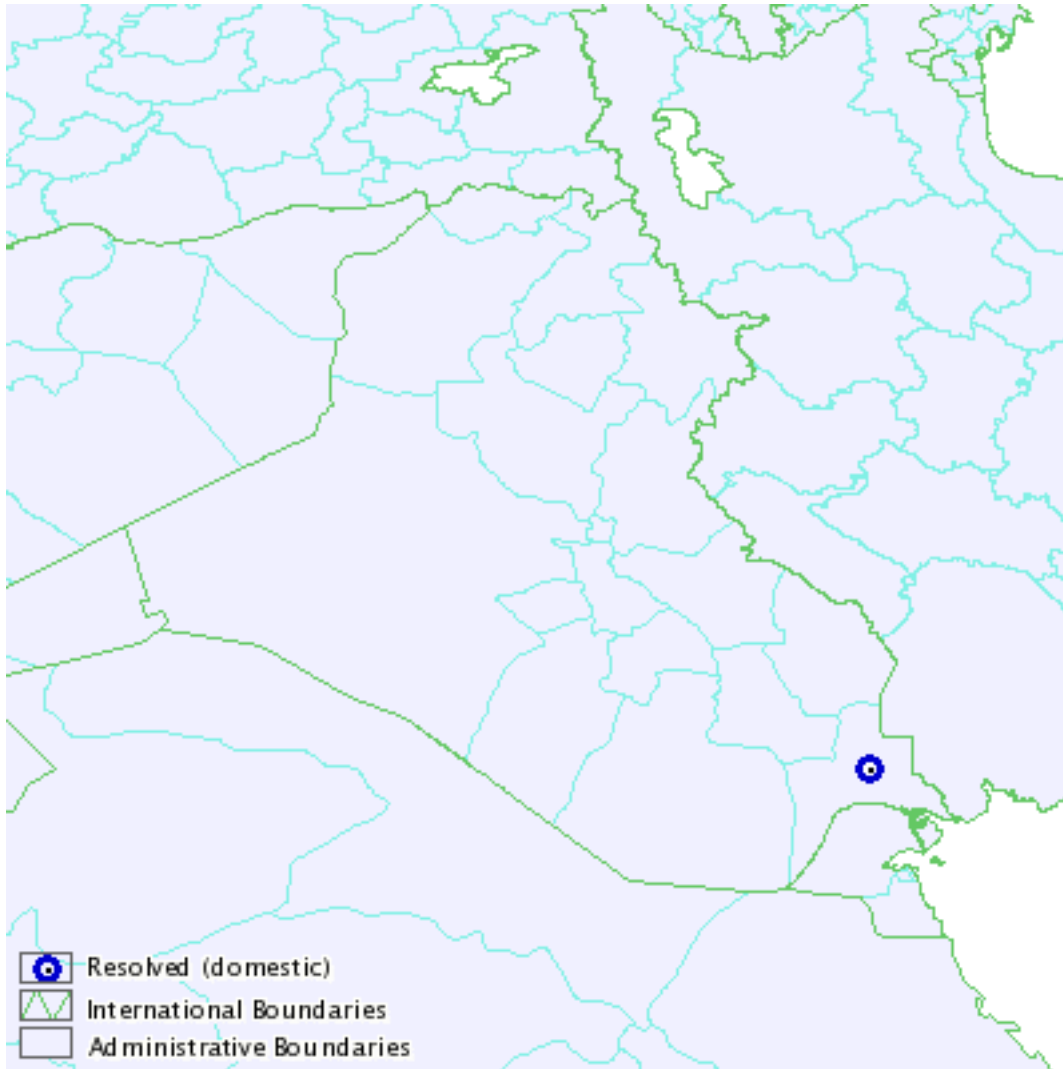 Resolved (domestic)
International Boundaries
Administrative Boundaries